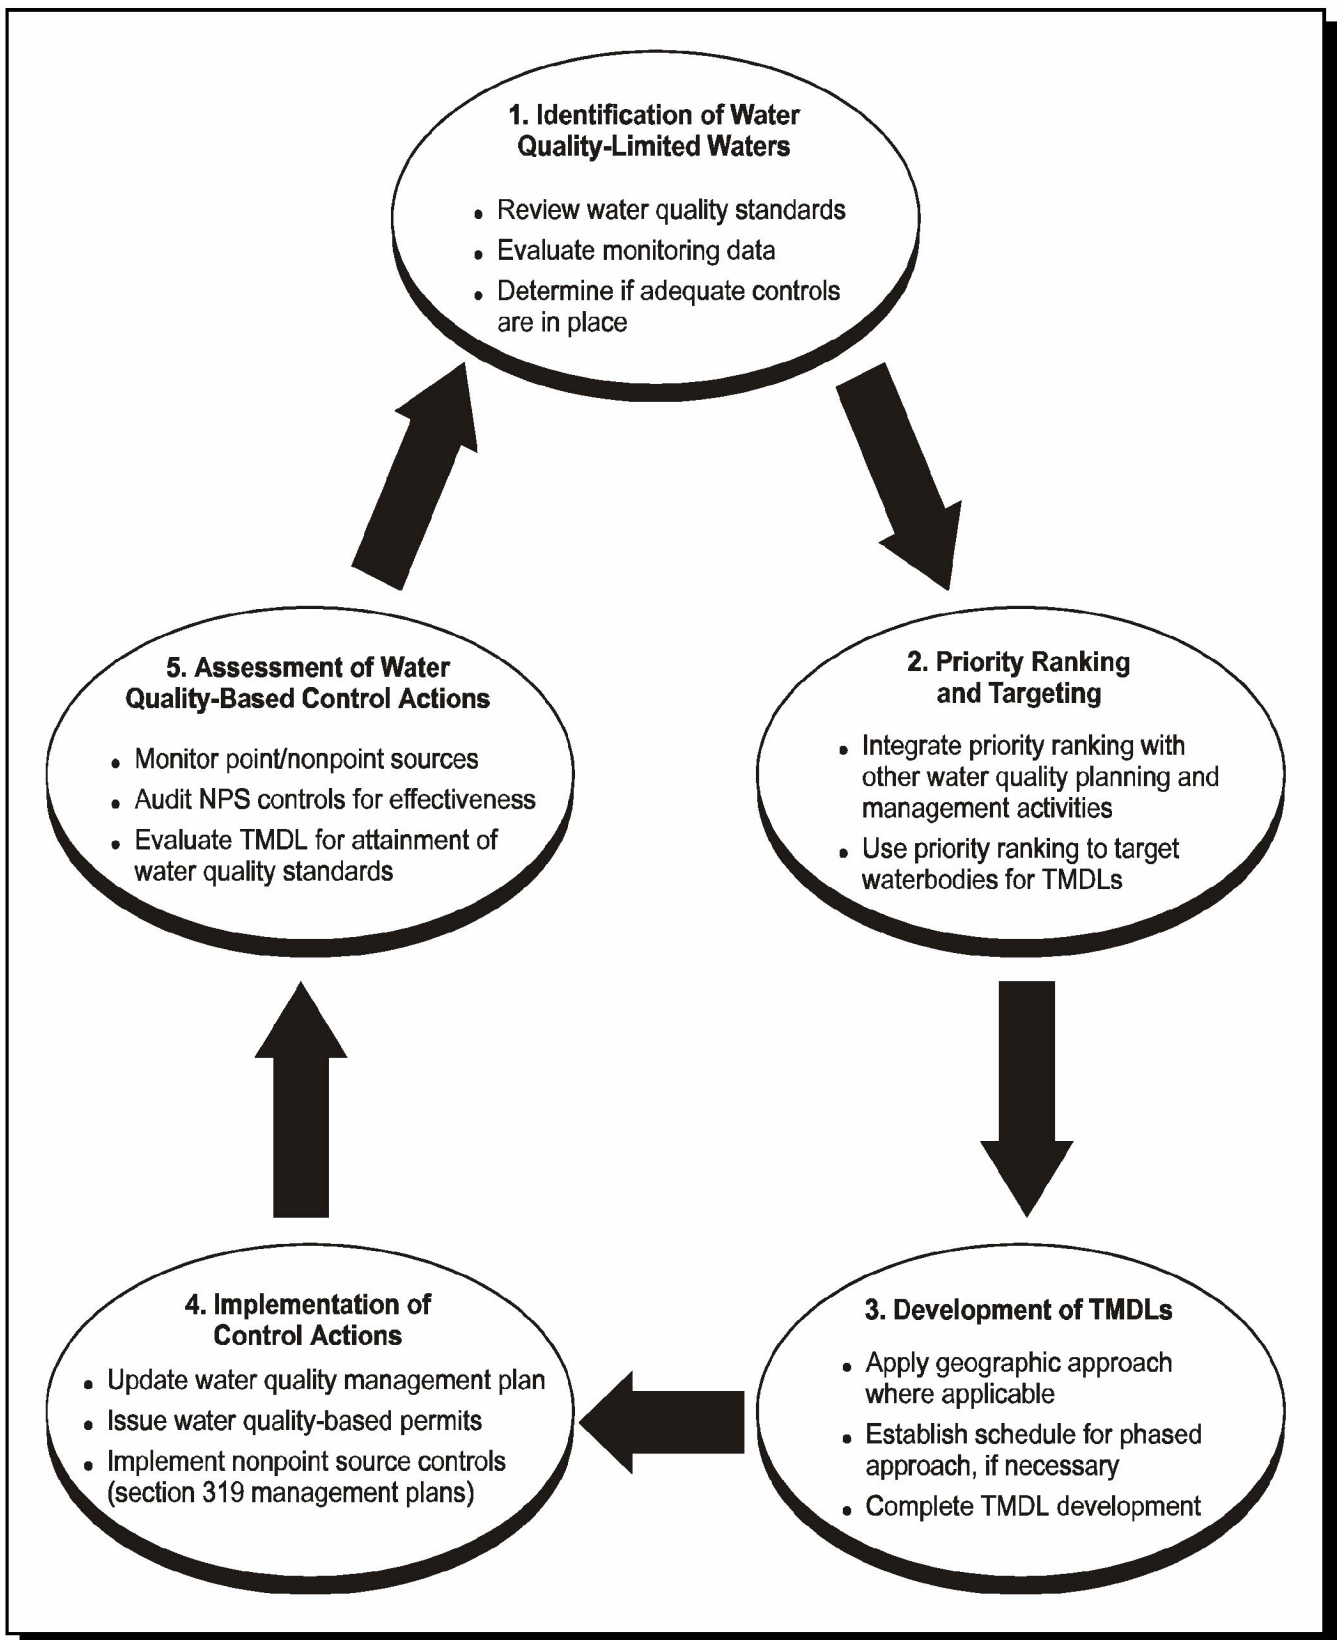 1. Identification of Water
Quality-Limited Waters
• Review water quality standards
• Evaluate monitoring data
• Determine if adequate controls
are in place
2. Priority Ranking
and Targeting
• Integrate priority ranking with
other water quality planning and
management activities
• Use priority ranking to target
waterbodies for TMDLs
3. Development of TMDLs
• Apply geographic approach
where applicable
• Establish schedule for phased
approach, if necessary
• Complete TMDL development
4. Implementation of
Control Actions
• Update water quality management plan
• Issue water quality-based permits
• Implement nonpoint source controls
(section 319 management plans)
5. Assessment of Water
Quality-Based Control Actions
• Monitor point/nonpoint sources
• Audit NPS controls for effectiveness
• Evaluate TMDL for attainment of
water quality standards